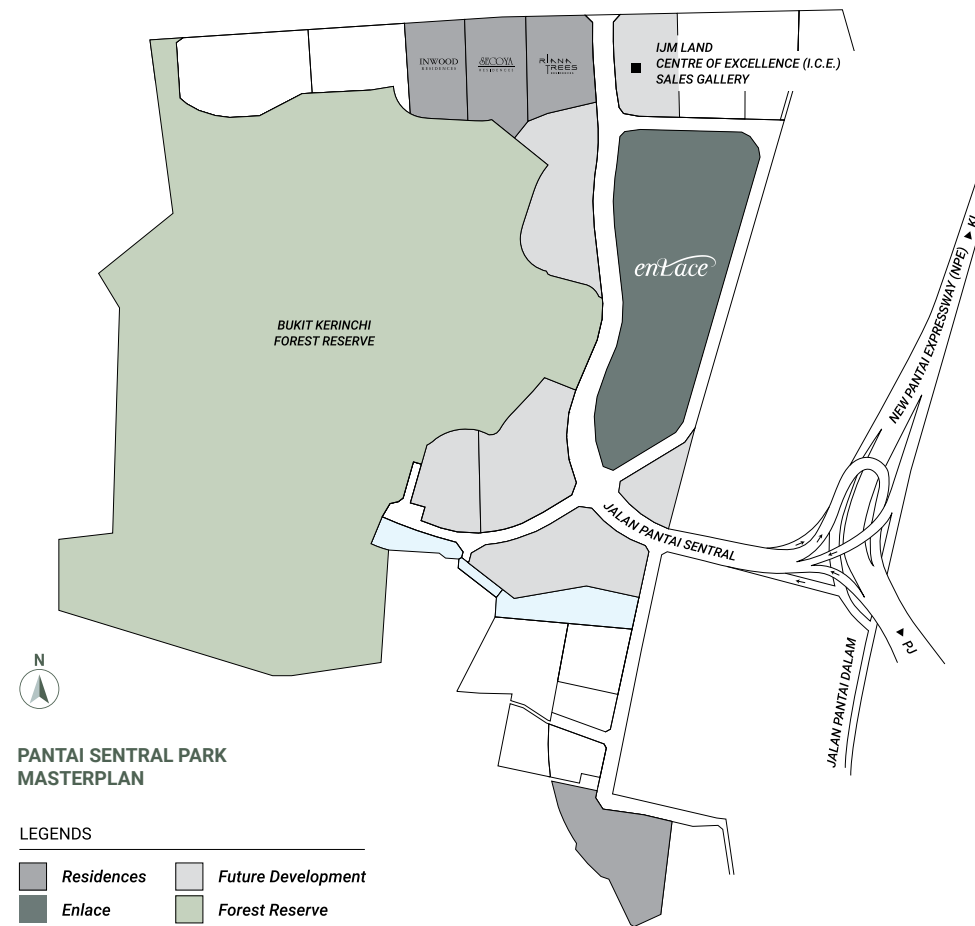 INWOOD
RESIDENCES
SECOYA
RESIDENCES
RIANA
TREES
RESIDENCES
IJM LAND
CENTRE OF EXCELLENCE (I.C.E.)
SALES GALLERY
enLace
BUKIT KERINCHI
FOREST RESERVE
NEW PANTAI EXPRESSWAY (NPE)
KL
JALAN PANTAI SENTRAL
PJ
JALAN PANTAI DALAM
N
PANTAI SENTRAL PARK
MASTERPLAN
LEGENDS
Residences
Future Development
Enlace
Forest Reserve